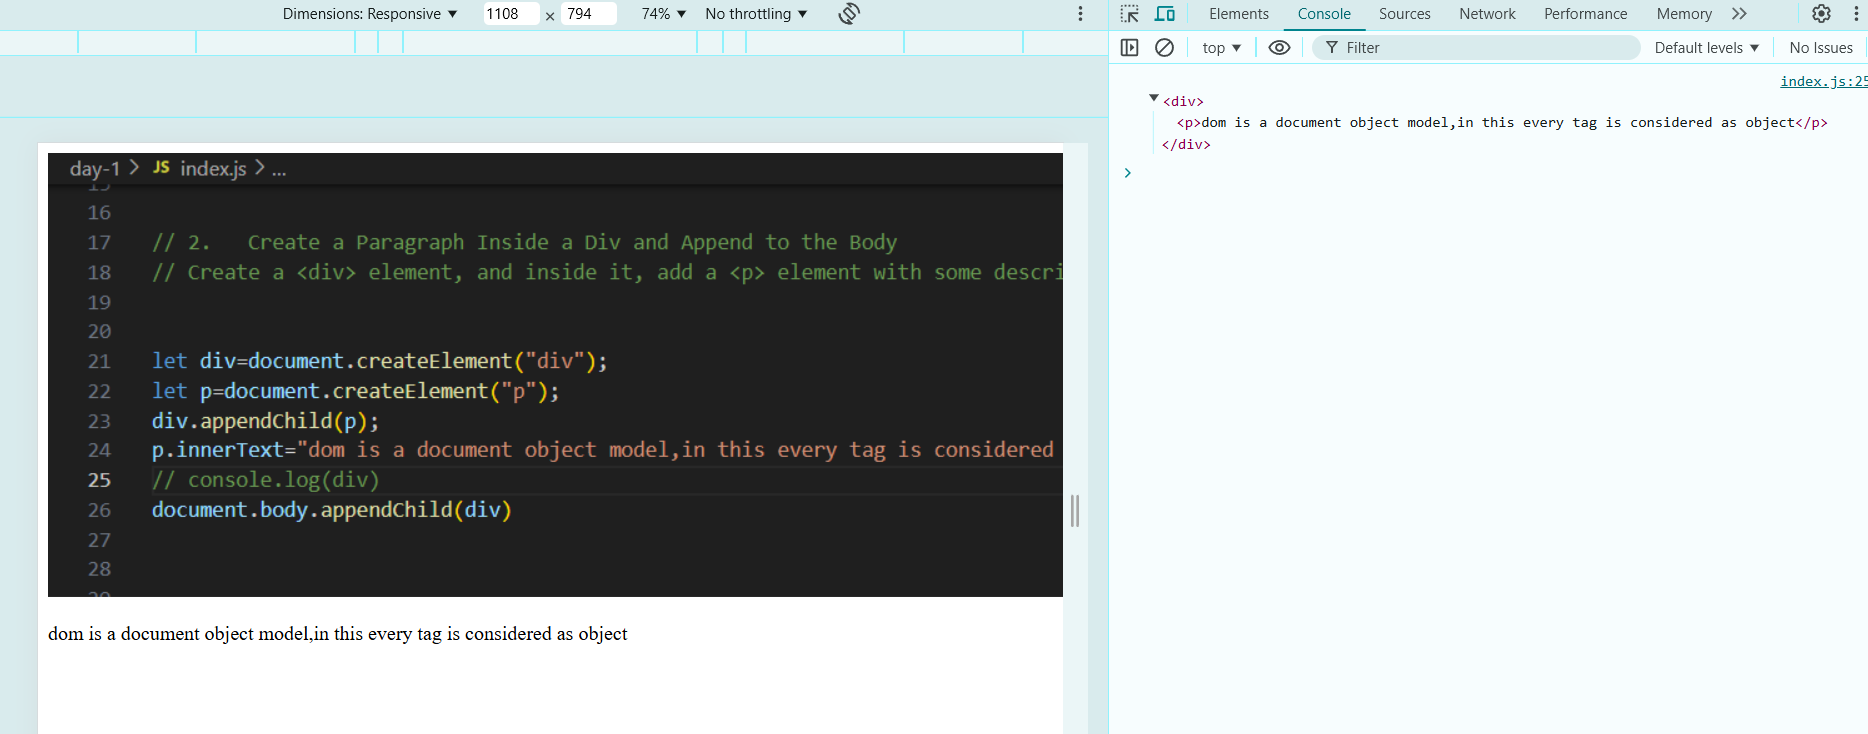 Dimensions: Responsive ▼ 1108 × 794 74% ▼ No throttling ▼
Elements Console Sources Network Performance Memory
top ▼ Filter Default levels ▼ No Issues
index.js:25
<div>
<p>dom is a document object model,in this every tag is considered as object</p>
</div>
day-1 > JS index.js > ...
15
16
17 // 2. Create a Paragraph Inside a Div and Append to the Body
18 // Create a <div> element, and inside it, add a <p> element with some descri
19
20
21 let div=document.createElement("div");
22 let p=document.createElement("p");
23 div.appendChild(p);
24 p.innerText="dom is a document object model,in this every tag is considered
25 // console.log(div)
26 document.body.appendChild(div)
27
28
dom is a document object model,in this every tag is considered as object